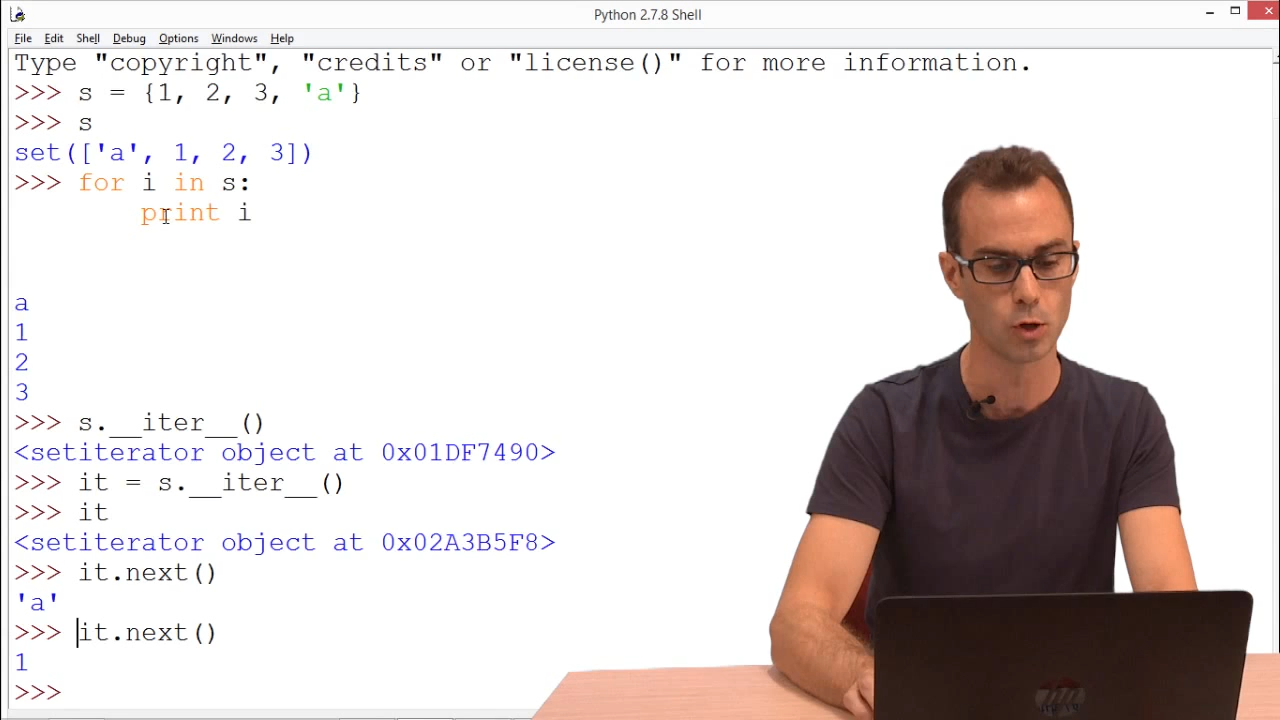 Python 2.7.8 Shell
File Edit Shell Debug Options Windows Help
Type "copyright", "credits" or "license()" for more information.
>>> s = {1, 2, 3, 'a'}
>>> s
set(['a', 1, 2, 3])
>>> for i in s:
print i
a
1
2
3
>>> s.__iter__()
<setiterator object at 0x01DF7490>
>>> it = s.__iter__()
>>> it
<setiterator object at 0x02A3B5F8>
>>> it.next()
'a'
>>> it.next()
1
>>>